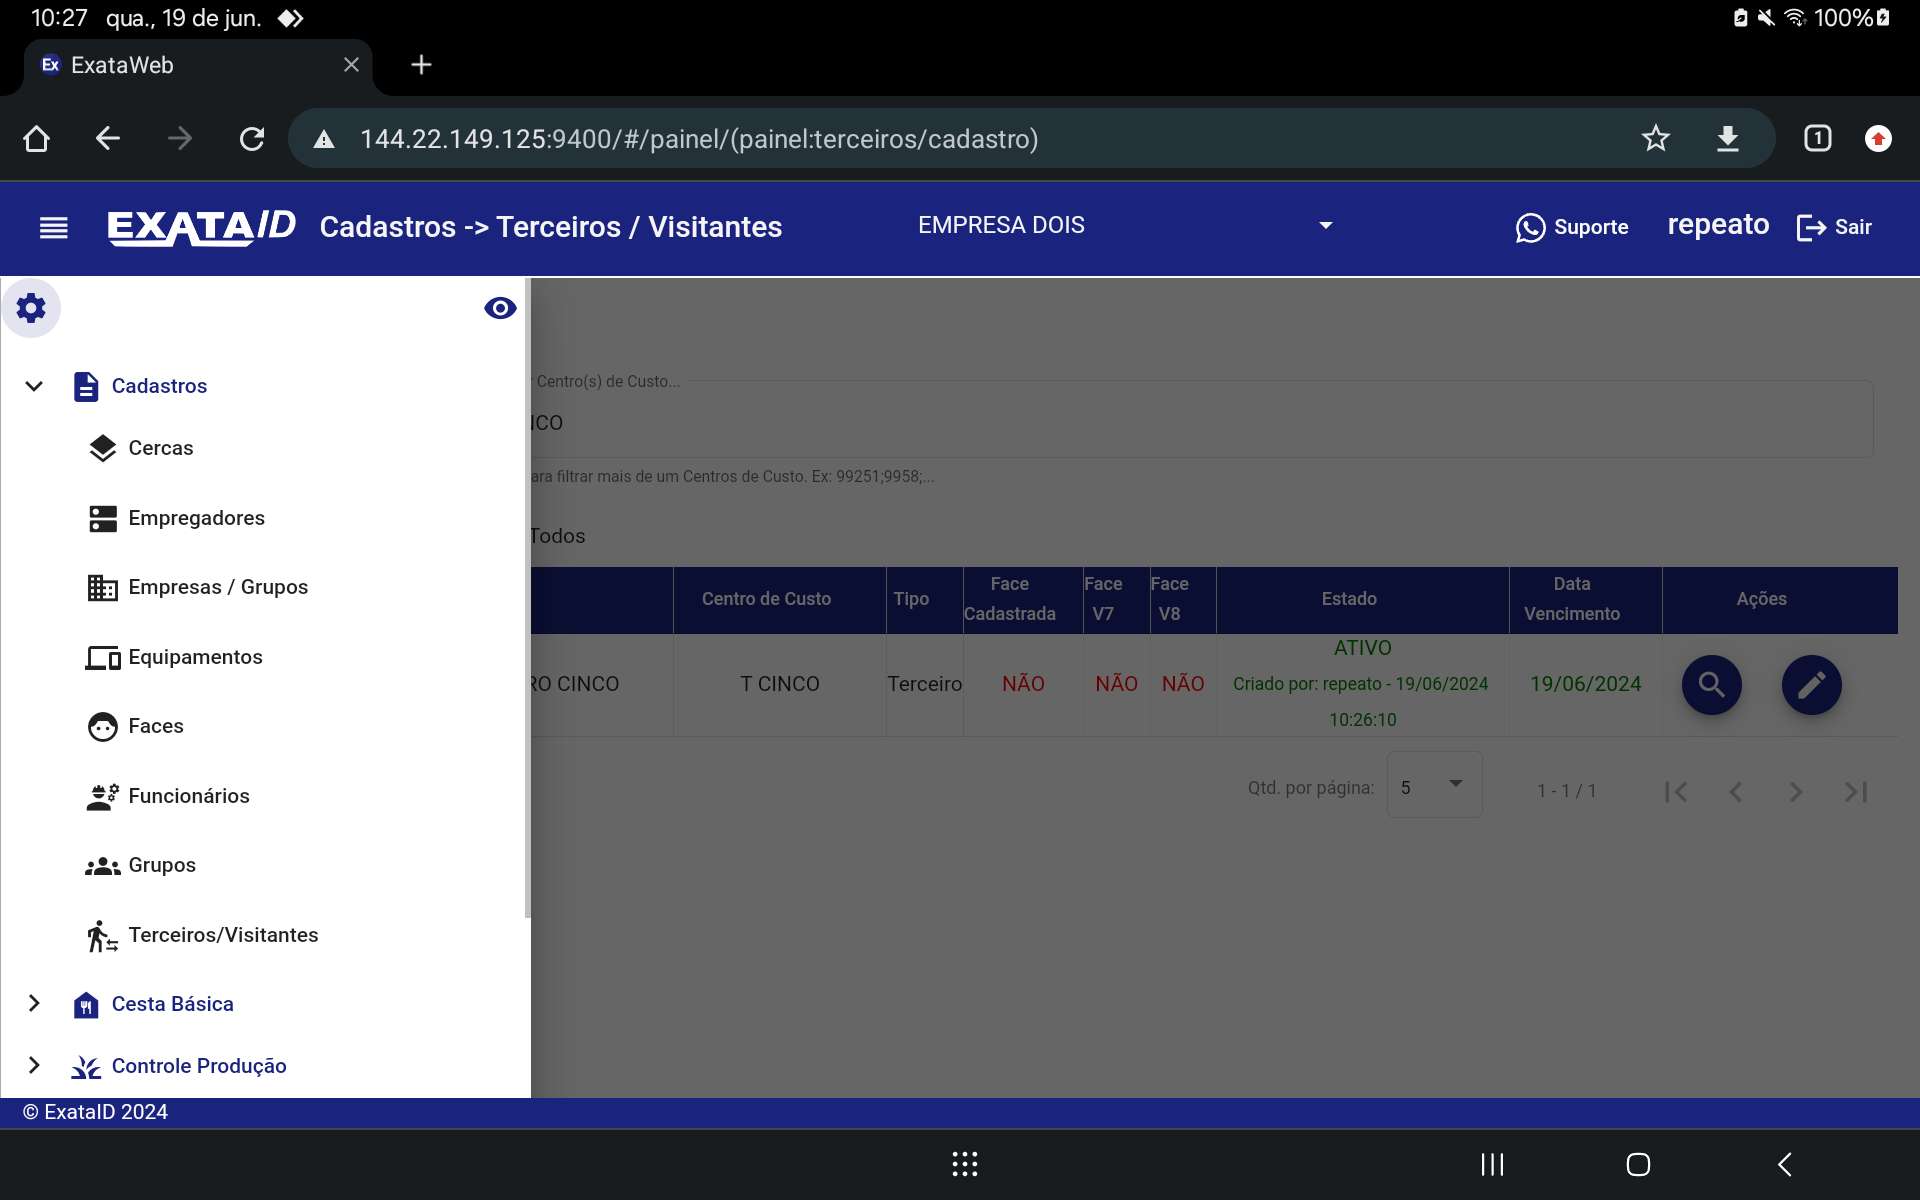 10:27 qua., 19 de jun. 100%
Ex ExataWeb
144.22.149.125:9400/#/painel/(painel:terceiros/cadastro) 1
EXATAID Cadastros -> Terceiros / Visitantes EMPRESA DOIS Suporte repeato Sair
Cadastros
Cercas
Empregadores
Empresas / Grupos
Equipamentos
Faces
Funcionários
Grupos
Terceiros/Visitantes
Cesta Básica
Controle Produção
Centro(s) de Custo...
CO
ara filtrar mais de um Centros de Custo. Ex: 99251;9958;...
Todos
Centro de Custo Tipo Face Cadastrada Face V7 Face V8 Estado Data Vencimento Ações
RO CINCO T CINCO Terceiro NÃO NÃO NÃO ATIVO
Criado por: repeato - 19/06/2024
10:26:10
19/06/2024
Qtd. por página: 5 1 - 1 / 1
© ExataID 2024